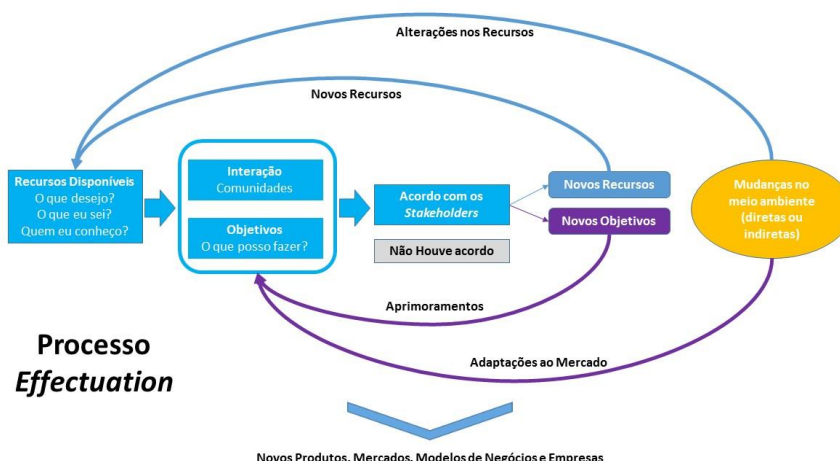 Alterações nos Recursos
Novos Recursos
Recursos Disponíveis
O que desejo?
O que eu sei?
Quem eu conheço?
Interação
Comunidades
Objetivos
O que posso fazer?
Acordo com os
Stakeholders
Não Houve acordo
Novos Recursos
Novos Objetivos
Mudanças no
meio ambiente
(diretas ou
indiretas)
Aprimoramentos
Adaptações ao Mercado
Processo
Effectuation
Novos Produtos, Mercados, Modelos de Negócios e Empresas